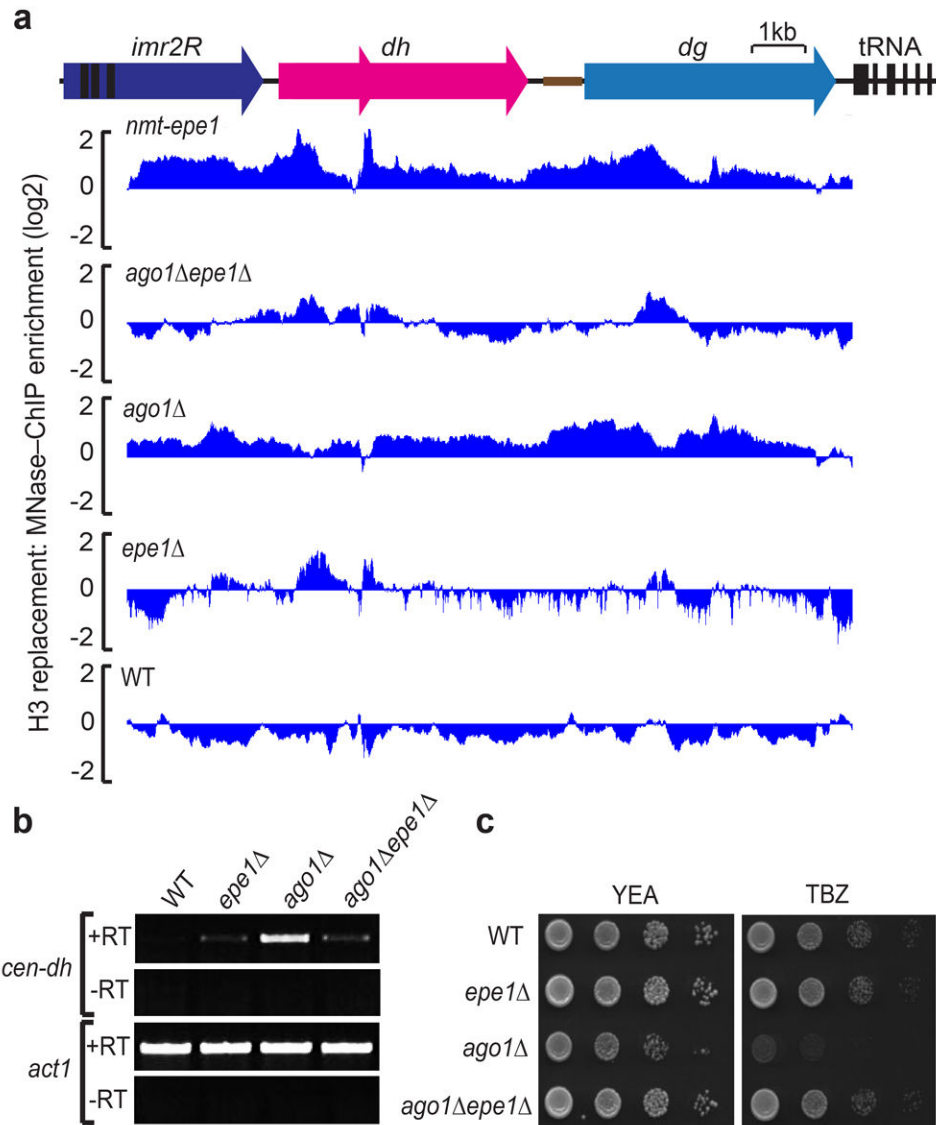 a
imr2R dh dg 1kb tRNA
H3 replacement: MNase–ChIP enrichment (log2)
nmt-epe1
2
0
-2
ago1Δepe1Δ
2
0
-2
ago1Δ
2
0
-2
epe1Δ
2
0
-2
WT
2
0
-2
b
WT epe1Δ ago1Δ ago1Δepe1Δ
cen-dh
+RT
-RT
act1
+RT
-RT
c
YEA TBZ
WT
epe1Δ
ago1Δ
ago1Δepe1Δ